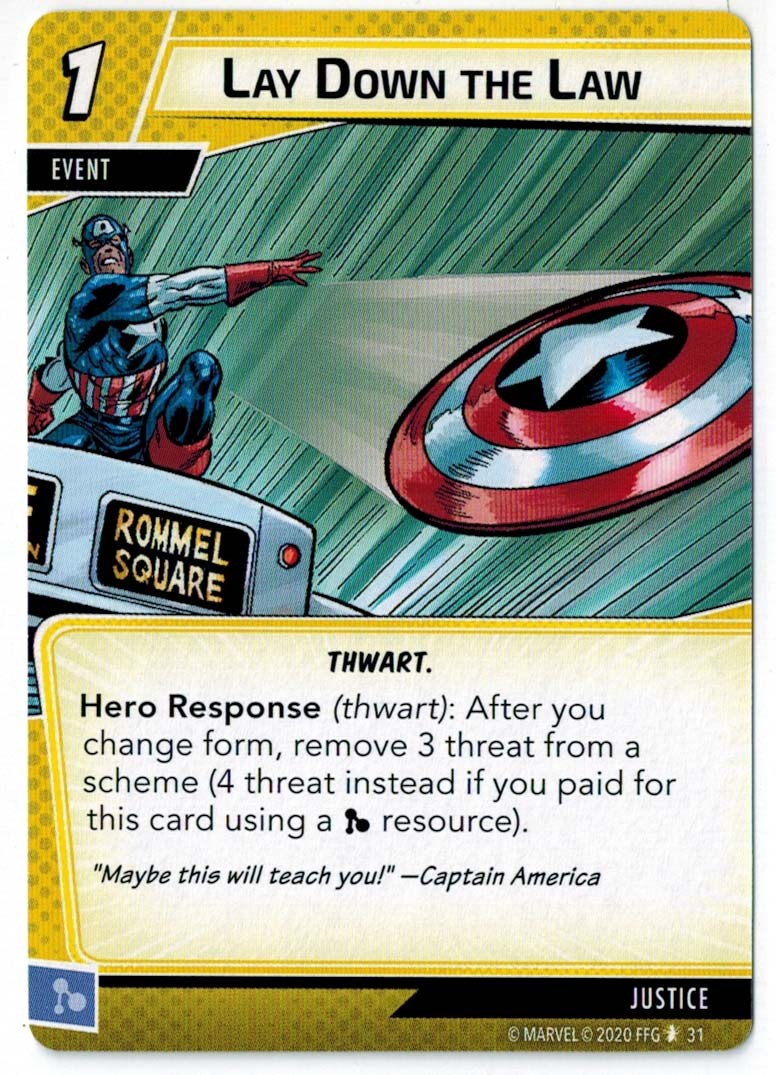 1
LAY DOWN THE LAW
EVENT
N
ROMMEL
SQUARE
THWART.
Hero Response (thwart): After you
change form, remove 3 threat from a
scheme (4 threat instead if you paid for
this card using a resource).
"Maybe this will teach you!" —Captain America
JUSTICE
© MARVEL © 2020 FFG 31